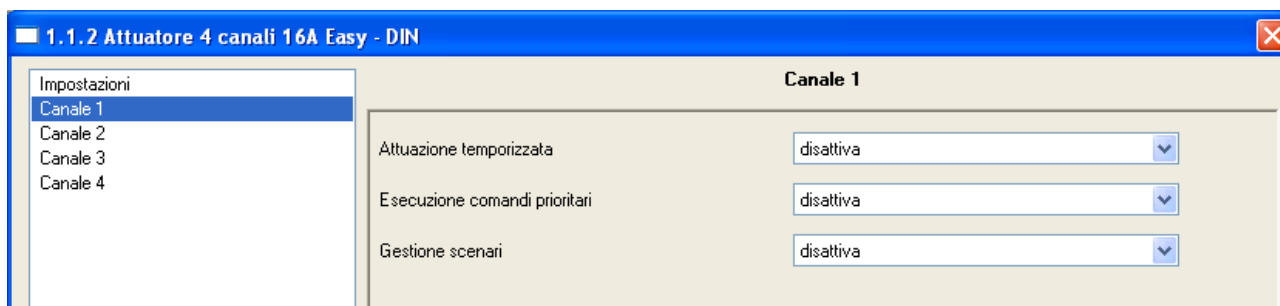 1.1.2 Attuatore 4 canali 16A Easy - DIN
Impostazioni
Canale 1
Canale 2
Canale 3
Canale 4
Canale 1
Attuazione temporizzata disattiva
Esecuzione comandi prioritari disattiva
Gestione scenari disattiva